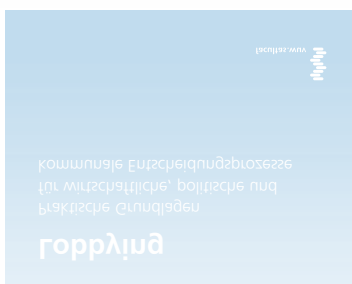 Lobbying
Praktische Grundlagen
für wirtschaftliche, politische und
kommunale Entscheidungsprozesse
facultas.wuv